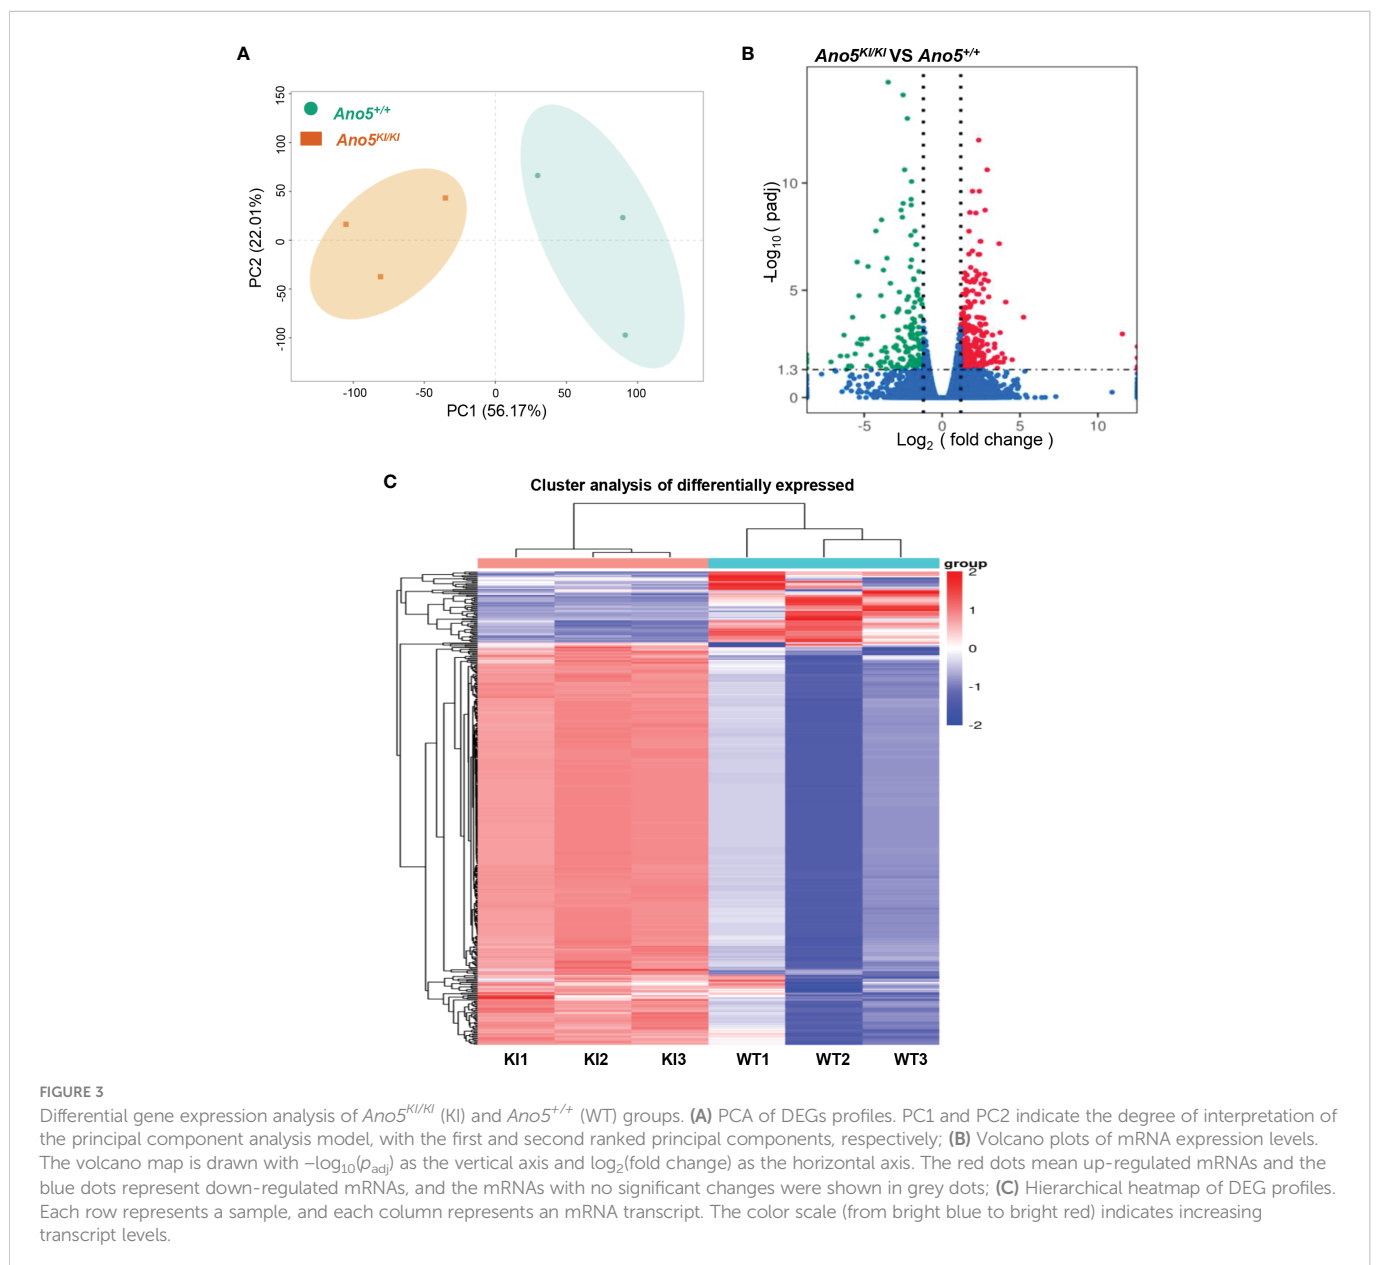 A
Ano5+/+
Ano5KI/KI
150
100
50
0
-50
-100
PC2 (22.01%)
-100
-50
0
50
100
PC1 (56.17%)
B
Ano5KI/KI VS Ano5+/+
-Log10 ( padj)
10
5
1.3
0
-5
0
5
10
Log2 ( fold change )
C
Cluster analysis of differentially expressed
group
2
1
0
-1
-2
KI1 KI2 KI3 WT1 WT2 WT3
FIGURE 3
Differential gene expression analysis of Ano5KI/KI (KI) and Ano5+/+ (WT) groups. (A) PCA of DEGs profiles. PC1 and PC2 indicate the degree of interpretation of
the principal component analysis model, with the first and second ranked principal components, respectively; (B) Volcano plots of mRNA expression levels.
The volcano map is drawn with –log10(padj) as the vertical axis and log2(fold change) as the horizontal axis. The red dots mean up-regulated mRNAs and the
blue dots represent down-regulated mRNAs, and the mRNAs with no significant changes were shown in grey dots; (C) Hierarchical heatmap of DEG profiles.
Each row represents a sample, and each column represents an mRNA transcript. The color scale (from bright blue to bright red) indicates increasing
transcript levels.